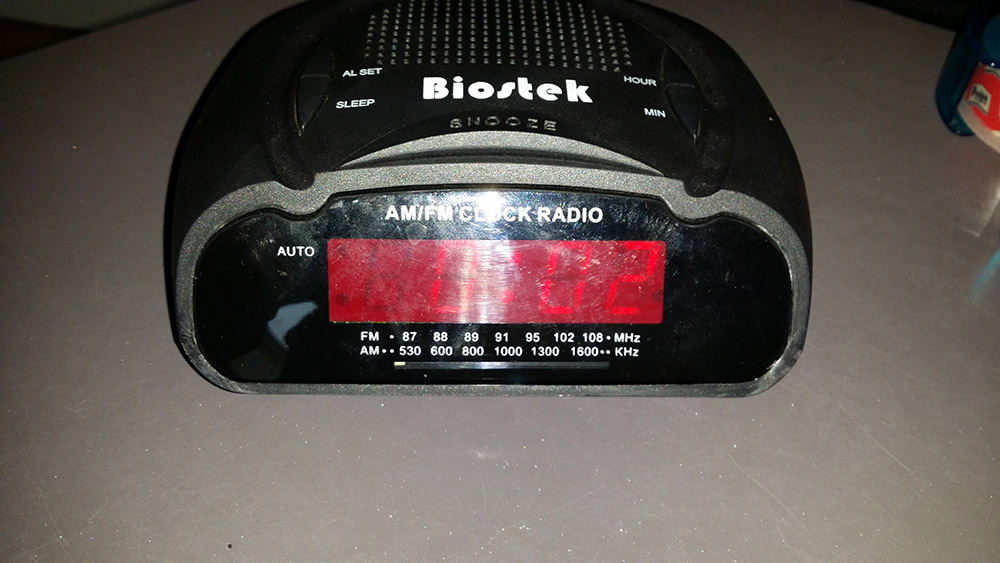 AL SET
HOUR
Biostek
SLEEP
MIN
SNOOZE
AM/FM CLOCK RADIO
AUTO
FM • 87 88 89 91 95 102 108 • MHz
AM •• 530 600 800 1000 1300 1600 •• KHz
Pritt